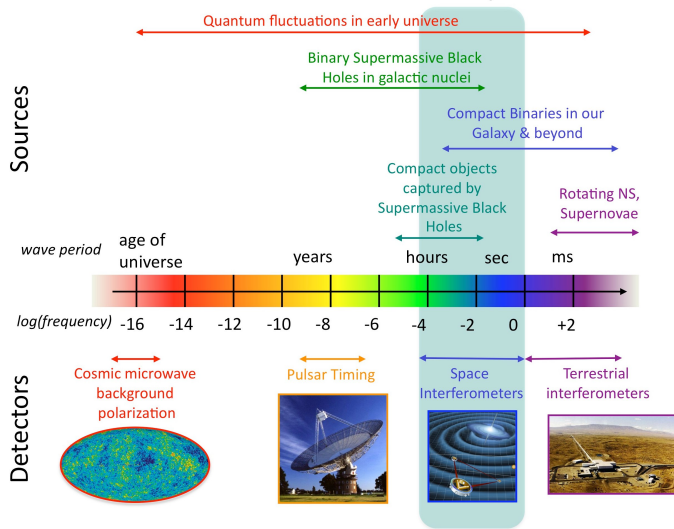 Quantum fluctuations in early universe
Binary Supermassive Black
Holes in galactic nuclei
Compact Binaries in our
Galaxy & beyond
Compact objects
captured by
Supermassive Black
Holes
Rotating NS,
Supernovae
Sources
wave period
age of
universe
years
hours
sec
ms
log(frequency)
-16 -14 -12 -10 -8 -6 -4 -2 0 +2
Detectors
Cosmic microwave
background
polarization
Pulsar Timing
Space
Interferometers
Terrestrial
interferometers